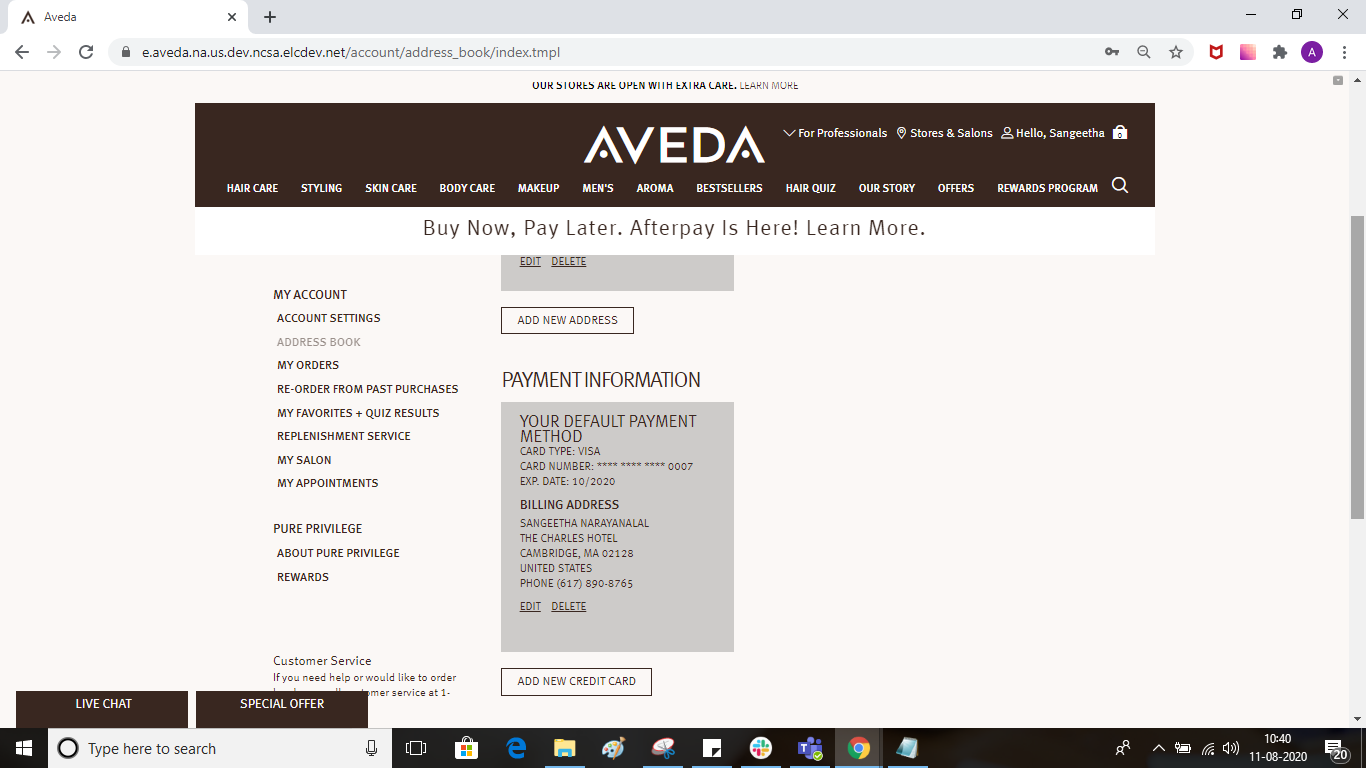 Aveda
e.aveda.na.us.dev.ncsa.elcdev.net/account/address_book/index.tmpl
A
OUR STORES ARE OPEN WITH EXTRA CARE. LEARN MORE
AVEDA
For Professionals
Stores & Salons
Hello, Sangeetha
0
HAIR CARE STYLING SKIN CARE BODY CARE MAKEUP MEN'S AROMA BESTSELLERS HAIR QUIZ OUR STORY OFFERS REWARDS PROGRAM
Buy Now, Pay Later. Afterpay Is Here! Learn More.
MY ACCOUNT
ACCOUNT SETTINGS
ADDRESS BOOK
MY ORDERS
RE-ORDER FROM PAST PURCHASES
MY FAVORITES + QUIZ RESULTS
REPLENISHMENT SERVICE
MY SALON
MY APPOINTMENTS
PURE PRIVILEGE
ABOUT PURE PRIVILEGE
REWARDS
Customer Service
If you need help or would like to order
service at 1-
EDIT DELETE
ADD NEW ADDRESS
PAYMENT INFORMATION
YOUR DEFAULT PAYMENT
METHOD
CARD TYPE: VISA
CARD NUMBER: **** **** **** 0007
EXP. DATE: 10/2020
BILLING ADDRESS
SANGEETHA NARAYANALAL
THE CHARLES HOTEL
CAMBRIDGE, MA 02128
UNITED STATES
PHONE (617) 890-8765
EDIT DELETE
ADD NEW CREDIT CARD
LIVE CHAT
SPECIAL OFFER
Type here to search
10:40
11-08-2020
20